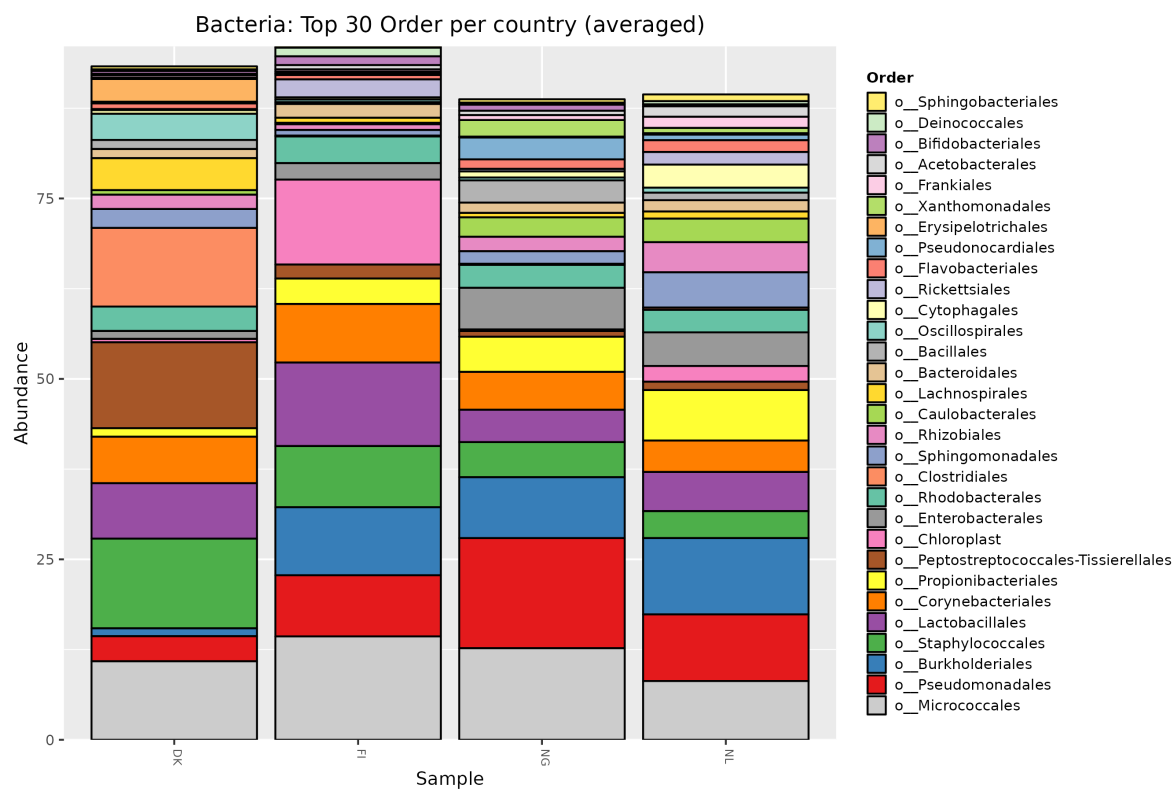 Bacteria: Top 30 Order per country (averaged)
Abundance
75
50
25
0
DK
FI
NG
NL
Sample
Order
o__Sphingobacteriales
o__Deinococcales
o__Bifidobacteriales
o__Acetobacterales
o__Frankiales
o__Xanthomonadales
o__Erysipelotrichales
o__Pseudonocardiales
o__Flavobacteriales
o__Rickettsiales
o__Cytophagales
o__Oscillospirales
o__Bacillales
o__Bacteroidales
o__Lachnospirales
o__Caulobacterales
o__Rhizobiales
o__Sphingomonadales
o__Clostridiales
o__Rhodobacterales
o__Enterobacterales
o__Chloroplast
o__Peptostreptococcales-Tissierellales
o__Propionibacteriales
o__Corynebacteriales
o__Lactobacillales
o__Staphylococcales
o__Burkholderiales
o__Pseudomonadales
o__Micrococcales